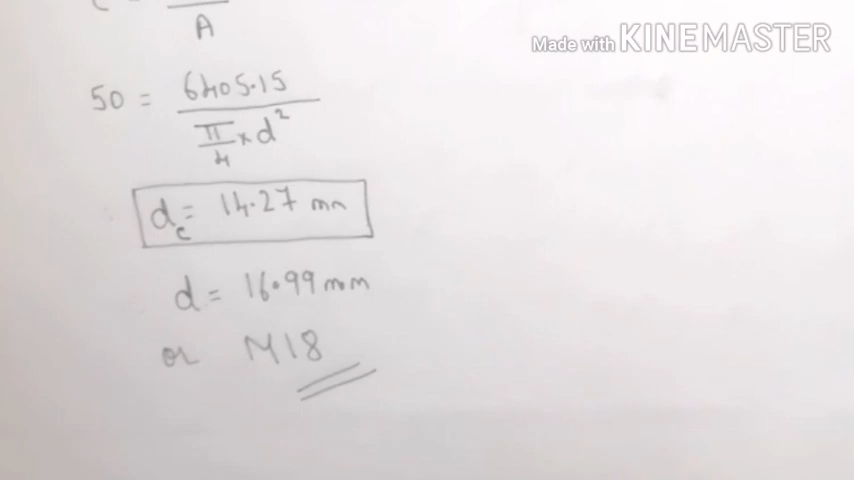 Made with KINEMASTER
A
50 = 6405.15
π/4 × d²
dc = 14.27 mm
d = 16.99 mm
or M18